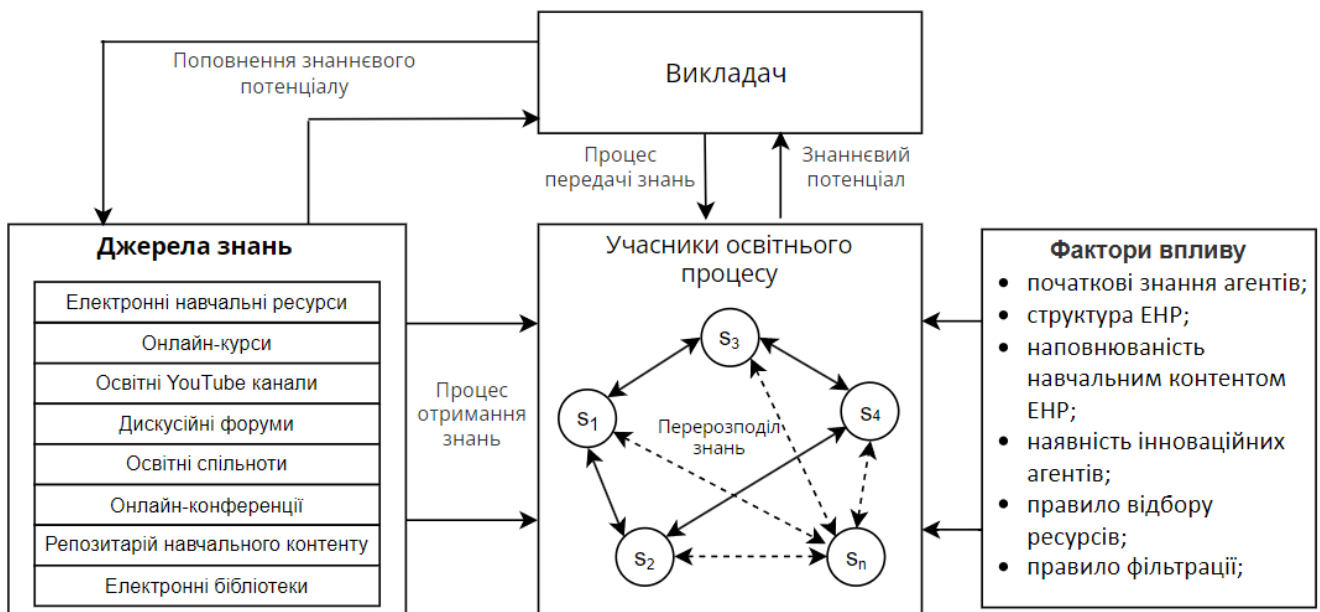 Поповнення знаннєвого
потенціалу
Викладач
Процес
передачі знань
Знаннєвий
потенціал
Джерела знань
Електронні навчальні ресурси
Онлайн-курси
Освітні YouTube канали
Дискусійні форуми
Освітні спільноти
Онлайн-конференції
Репозитарій навчального контенту
Електронні бібліотеки
Процес
отримання
знань
Учасники освітнього
процесу
S3
S1
S4
Перерозподіл
знань
S2
Sn
Фактори впливу
• початкові знання агентів;
• структура ЕНР;
• наповнюваність
навчальним контентом
ЕНР;
• наявність інноваційних
агентів;
• правило відбору
ресурсів;
• правило фільтрації;